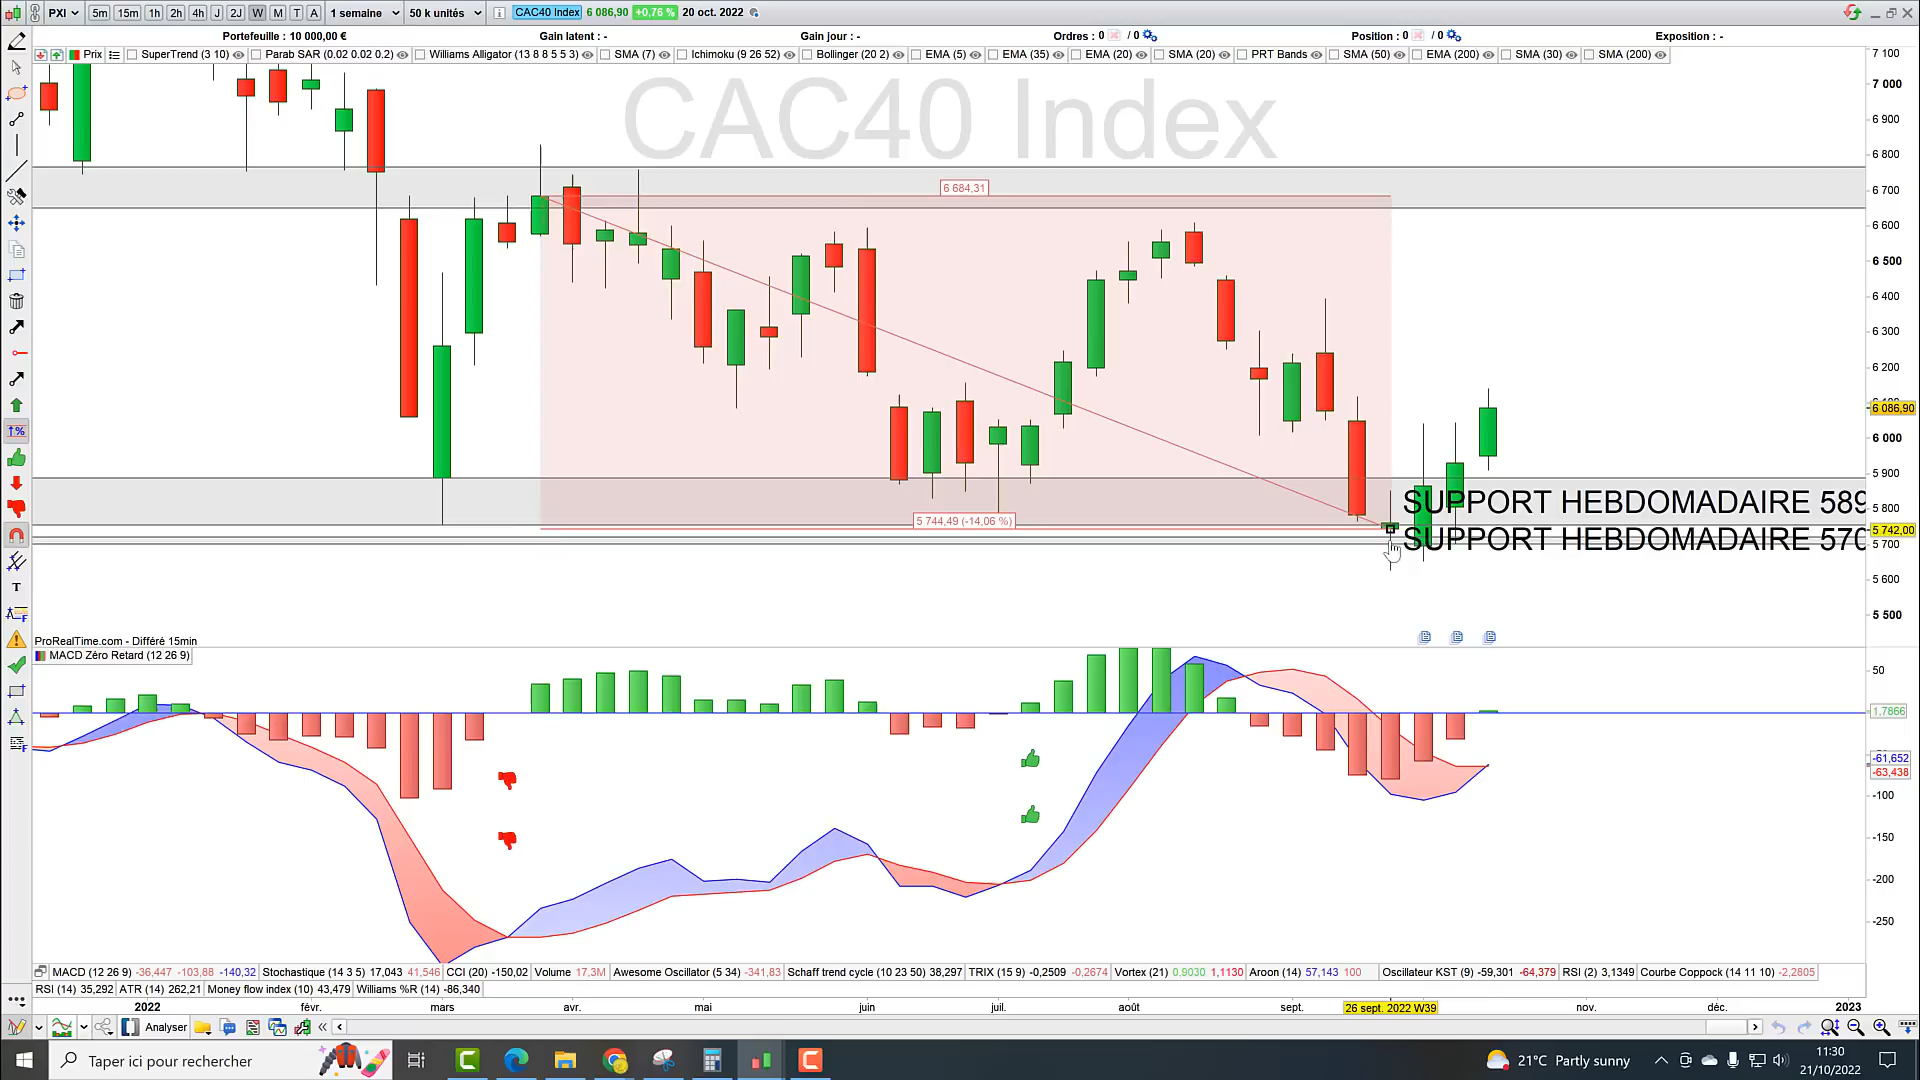 PXI 5m 15m 1h 2h 4h J 2J W M T A 1 semaine 50 k unités CAC40 Index 6 086,90 +0,76 % 20 oct. 2022
Portefeuille : 10 000,00 € Gain latent : - Gain jour : - Ordres : 0 / 0 Position : 0 / 0 Exposition : -
Prix SuperTrend (3 10) Parab SAR (0.02 0.02 0.2) Williams Alligator (13 8 8 5 5 3) SMA (7) Ichimoku (9 26 52) Bollinger (20 2) EMA (5) EMA (35) EMA (20) SMA (20) PRT Bands SMA (50) EMA (200) SMA (30) SMA (200)
CAC40 Index
7 100
7 000
6 900
6 800
6 700
6 684,31
6 600
6 500
6 400
6 300
6 200
6 086,90
6 000
5 900
SUPPORT HEBDOMADAIRE 589
5 800
5 744,49 (-14,06 %)
5 742,00
SUPPORT HEBDOMADAIRE 570
5 700
5 600
5 500
ProRealTime.com - Différé 15min
MACD Zéro Retard (12 26 9)
50
1.7866
-61,652
-63,438
-100
-150
-200
-250
MACD (12 26 9) -36,447 -103,88 -140,32 Stochastique (14 3 5) 17,043 41,546 CCI (20) -150,02 Volume 17,3M Awesome Oscillator (5 34) -341,83 Schaff trend cycle (10 23 50) 38,297 TRIX (15 9) -0,2509 -0,2674 Vortex (21) 0,9030 1,1130 Aroon (14) 57,143 100 Oscillateur KST (9) -59,301 -64,379 RSI (2) 3,1349 Courbe Coppock (14 11 10) -2,2805
RSI (14) 35,292 ATR (14) 262,21 Money flow index (10) 43,479 Williams %R (14) -86,340
2022 févr. mars avr. mai juin juil. août sept. 26 sept. 2022 W39 nov. déc. 2023
Analyser
Taper ici pour rechercher
21°C Partly sunny
11:30
21/10/2022